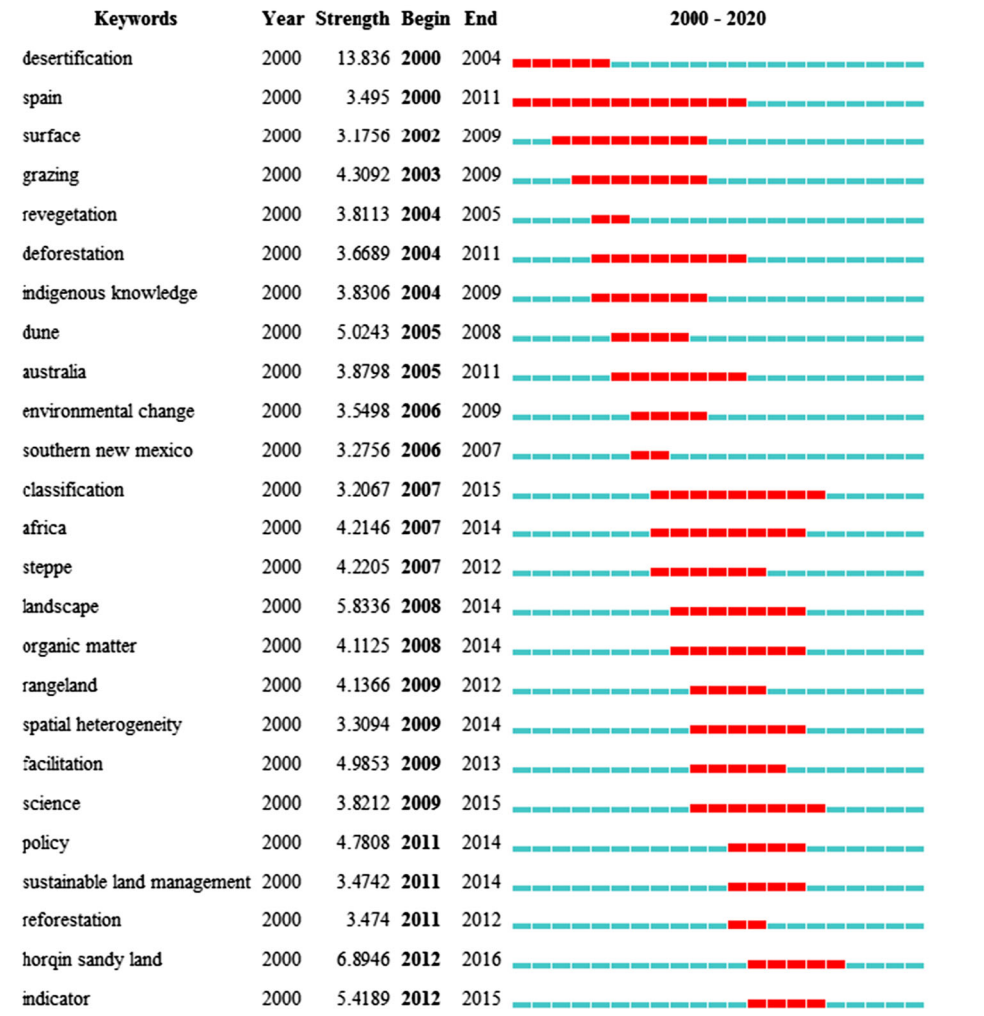 Keywords Year Strength Begin End 2000 - 2020
desertification 2000 13.836 2000 2004
spain 2000 3.495 2000 2011
surface 2000 3.1756 2002 2009
grazing 2000 4.3092 2003 2009
revegetation 2000 3.8113 2004 2005
deforestation 2000 3.6689 2004 2011
indigenous knowledge 2000 3.8306 2004 2009
dune 2000 5.0243 2005 2008
australia 2000 3.8798 2005 2011
environmental change 2000 3.5498 2006 2009
southern new mexico 2000 3.2756 2006 2007
classification 2000 3.2067 2007 2015
africa 2000 4.2146 2007 2014
steppe 2000 4.2205 2007 2012
landscape 2000 5.8336 2008 2014
organic matter 2000 4.1125 2008 2014
rangeland 2000 4.1366 2009 2012
spatial heterogeneity 2000 3.3094 2009 2014
facilitation 2000 4.9853 2009 2013
science 2000 3.8212 2009 2015
policy 2000 4.7808 2011 2014
sustainable land management 2000 3.4742 2011 2014
reforestation 2000 3.474 2011 2012
horqin sandy land 2000 6.8946 2012 2016
indicator 2000 5.4189 2012 2015